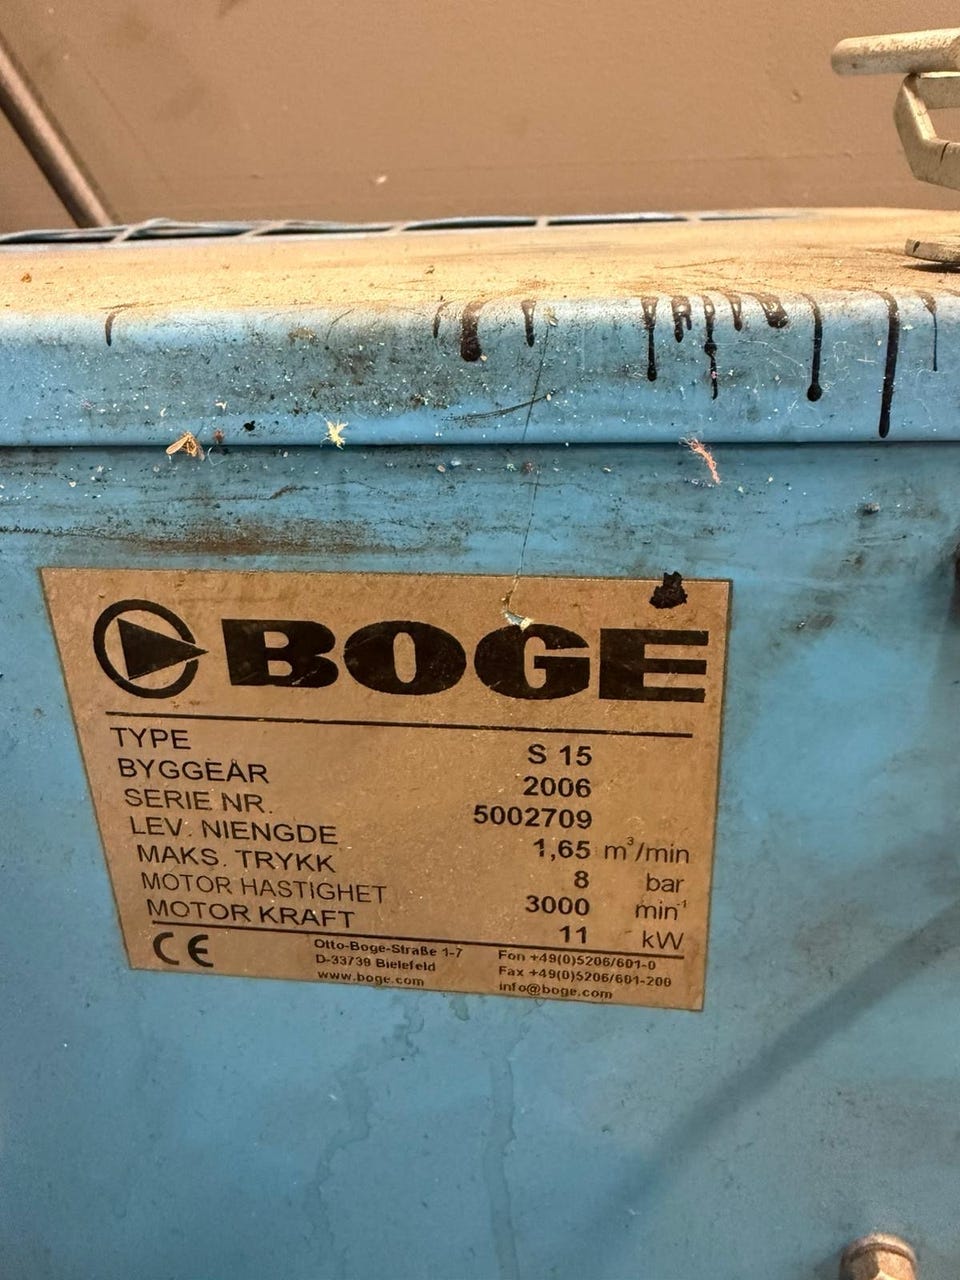 BOGE
TYPE S 15
BYGGEÅR 2006
SERIE NR. 5002709
LEV. NIENGDE 1,65 m³/min
MAKS. TRYKK 8 bar
MOTOR HASTIGHET 3000 min⁻¹
MOTOR KRAFT 11 kW
CE
Otto-Boge-Straße 1-7
D-33739 Bielefeld
www.boge.com
Fon +49(0)5206/601-0
Fax +49(0)5206/601-200
info@boge.com